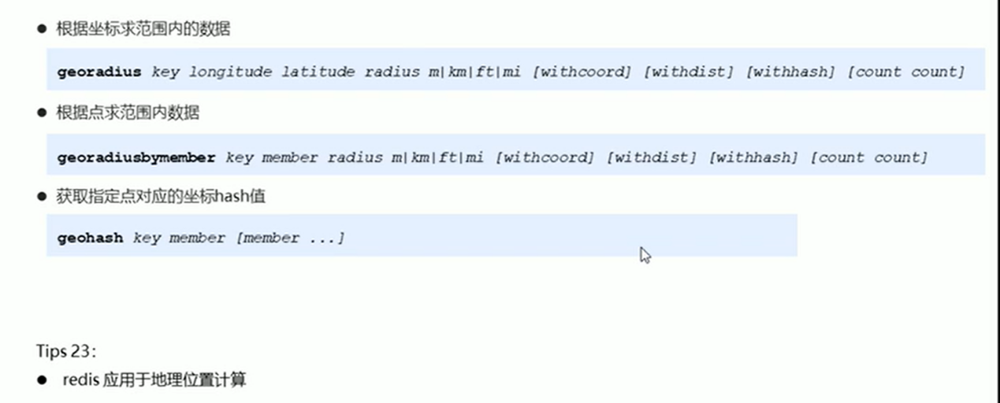 ● 根据坐标求范围内的数据
georadius key longitude latitude radius m|km|ft|mi [withcoord] [withdist] [withhash] [count count]
● 根据点求范围内数据
georadiusbymember key member radius m|km|ft|mi [withcoord] [withdist] [withhash] [count count]
● 获取指定点对应的坐标hash值
geohash key member [member ...]
Tips 23：
● redis 应用于地理位置计算